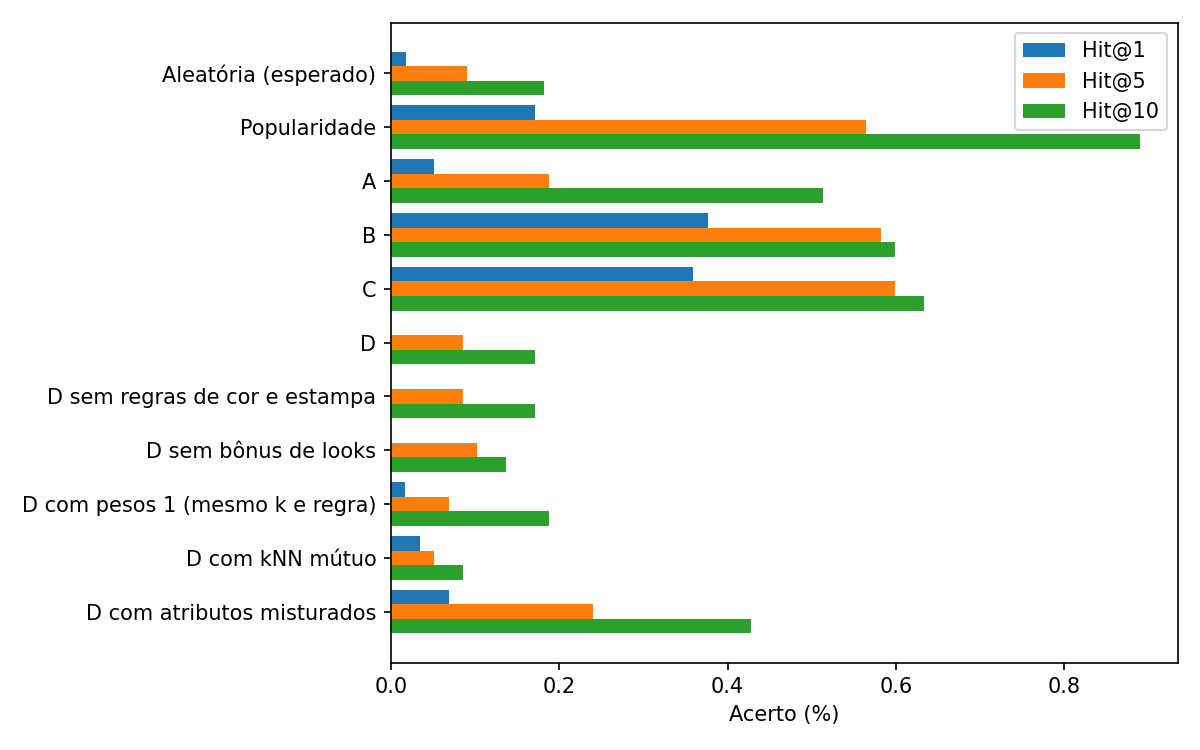 Hit@1
Hit@5
Hit@10
Aleatória (esperado)
Popularidade
A
B
C
D
D sem regras de cor e estampa
D sem bônus de looks
D com pesos 1 (mesmo k e regra)
D com kNN mútuo
D com atributos misturados
0.0 0.2 0.4 0.6 0.8
Acerto (%)